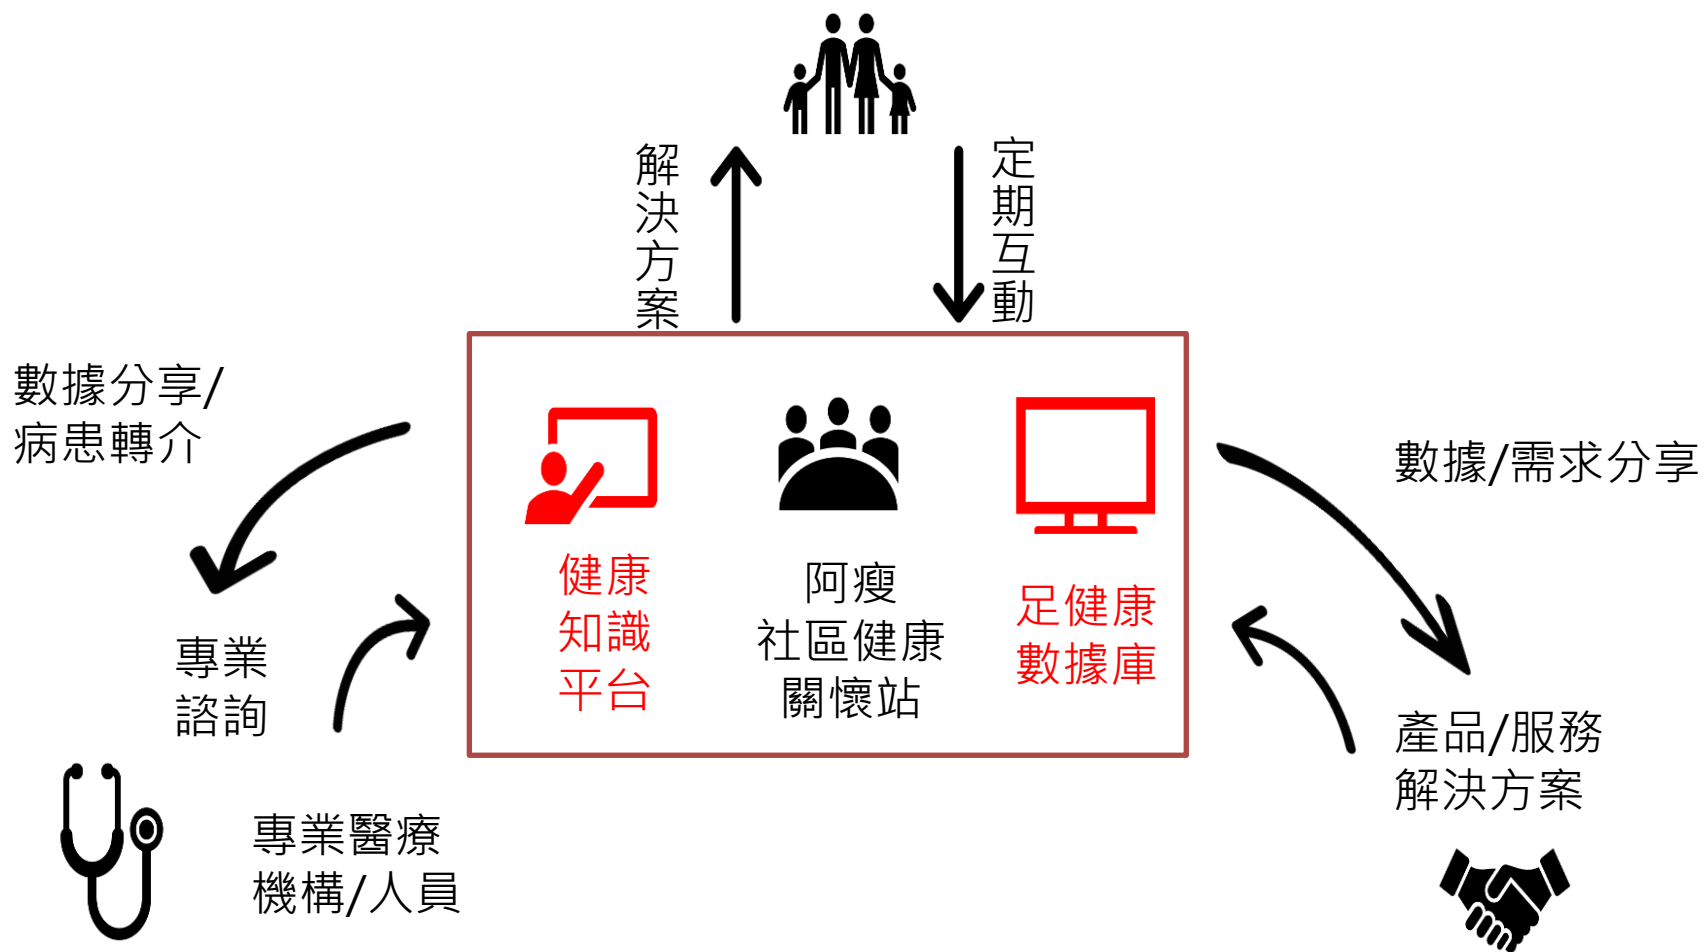 解決方案
定期互動
數據分享/
病患轉介
數據/需求分享
健康
知識
平台
阿瘦
社區健康
關懷站
足健康
數據庫
專業
諮詢
產品/服務
解決方案
專業醫療
機構/人員